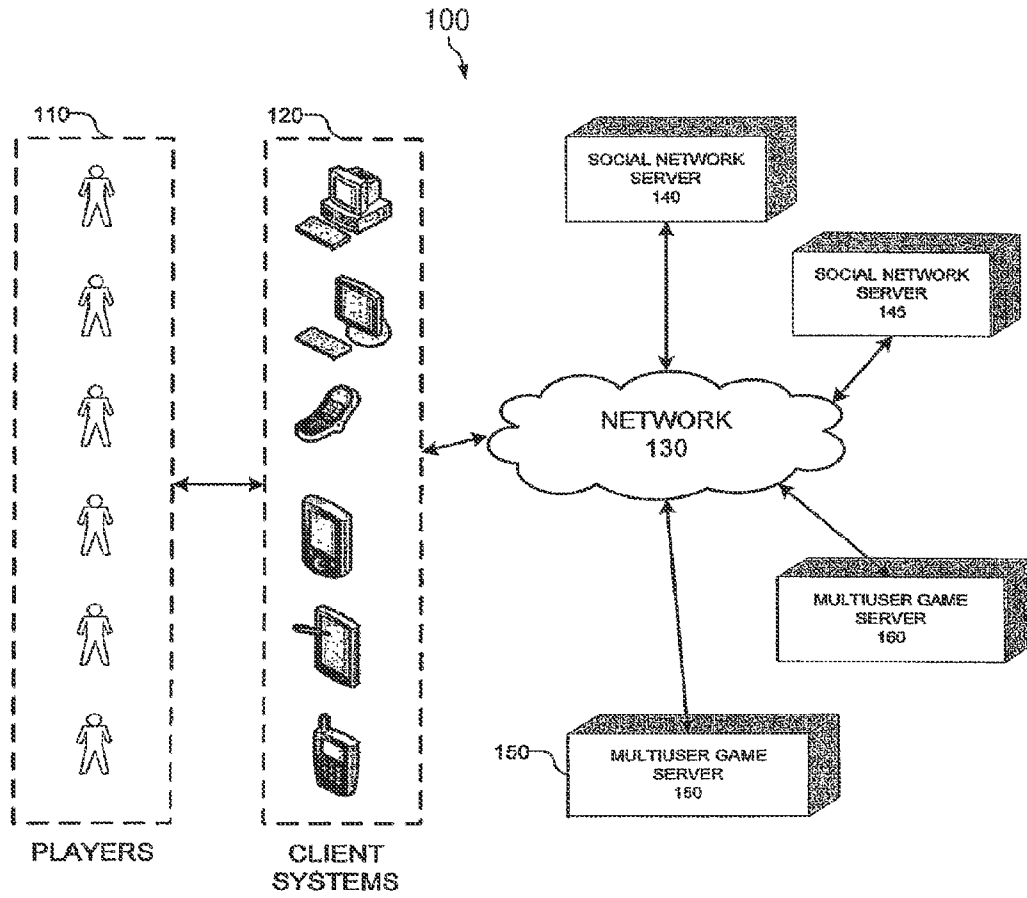 100
110
120
SOCIAL NETWORK
SERVER
140
SOCIAL NETWORK
SERVER
145
NETWORK
130
MULTIUSER GAME
SERVER
160
150
MULTIUSER GAME
SERVER
150
PLAYERS
CLIENT
SYSTEMS